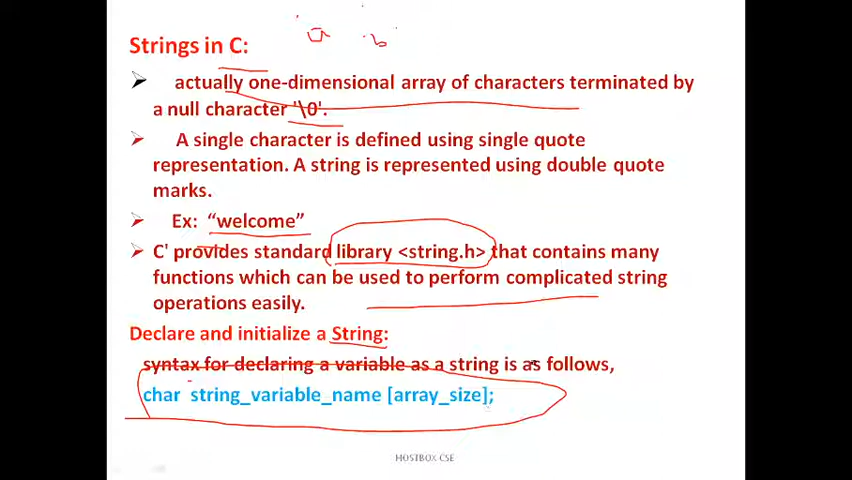 a b
Strings in C:
actually one-dimensional array of characters terminated by
a null character '\0'.
A single character is defined using single quote
representation. A string is represented using double quote
marks.
Ex: “welcome”
C' provides standard library <string.h> that contains many
functions which can be used to perform complicated string
operations easily.
Declare and initialize a String:
syntax for declaring a variable as a string is as follows,
char string_variable_name [array_size];
HOSTBOX CSE